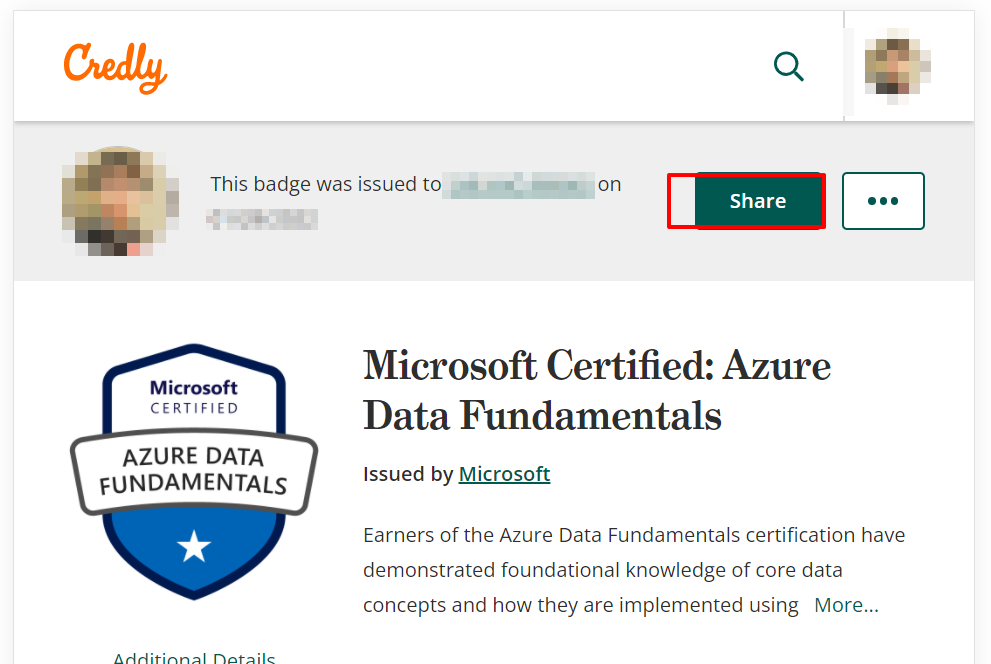 Credly
This badge was issued to on
Share
Microsoft Certified: Azure
Data Fundamentals
Microsoft
CERTIFIED
AZURE DATA
FUNDAMENTALS
Issued by Microsoft
Earners of the Azure Data Fundamentals certification have
demonstrated foundational knowledge of core data
concepts and how they are implemented using More...
Additional Details